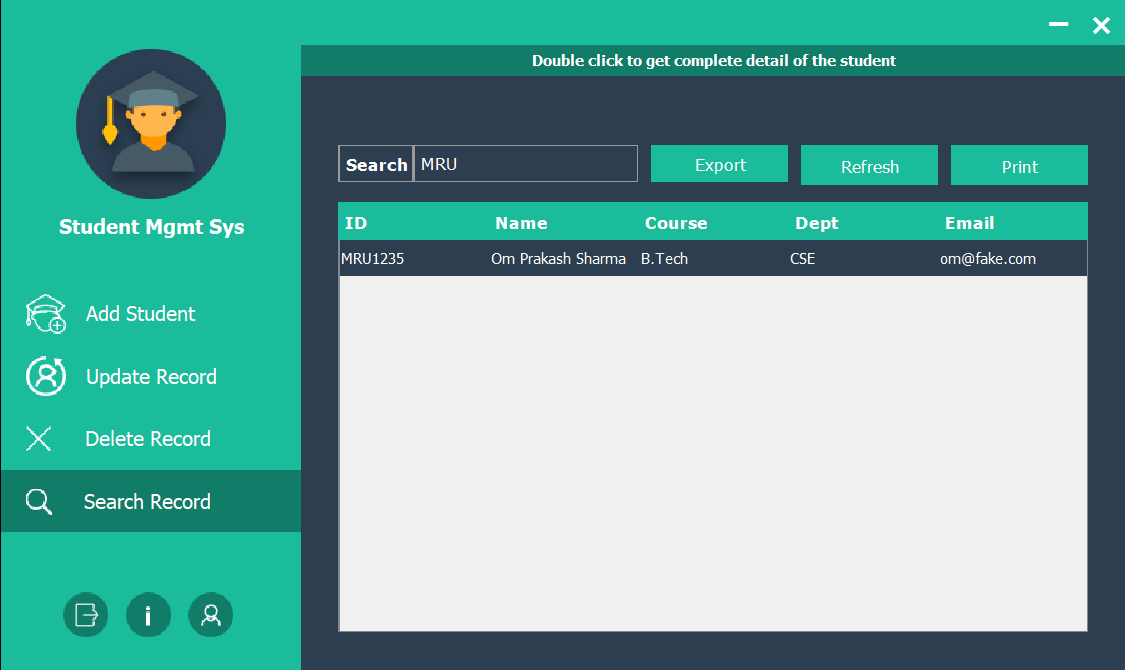 Double click to get complete detail of the student
Student Mgmt Sys
Add Student
Update Record
Delete Record
Search Record
Search MRU Export Refresh Print
ID Name Course Dept Email
MRU1235 Om Prakash Sharma B.Tech CSE om@fake.com